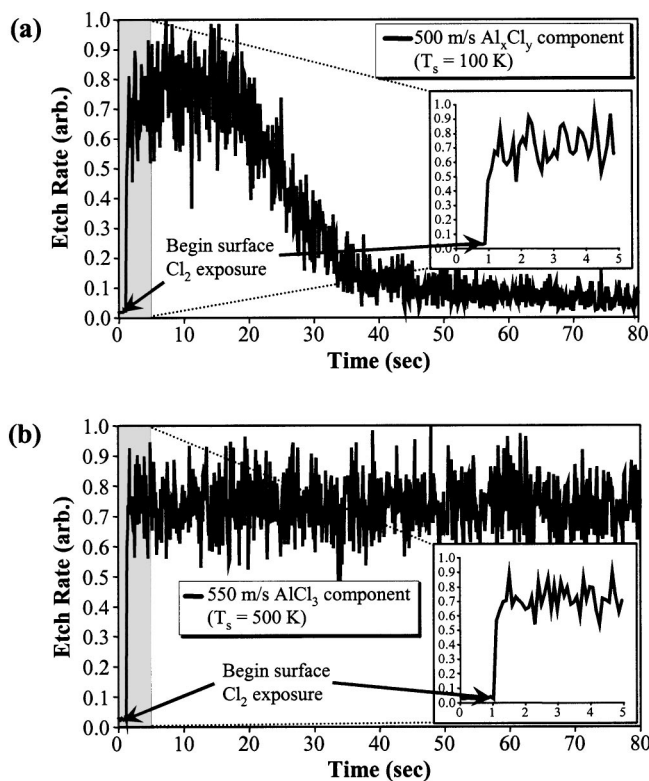 (a)
1.0
0.9
0.8
0.7
0.6
0.5
0.4
0.3
0.2
0.1
0.0
Etch Rate (arb.)
500 m/s AlxCly component
(Ts = 100 K)
1.0
0.9
0.8
0.7
0.6
0.5
0.4
0.3
0.2
0.1
0.0
0 1 2 3 4 5
Begin surface
Cl2 exposure
0 10 20 30 40 50 60 70 80
Time (sec)
(b)
1.0
0.9
0.8
0.7
0.6
0.5
0.4
0.3
0.2
0.1
0.0
Etch Rate (arb.)
550 m/s AlCl3 component
(Ts = 500 K)
1.0
0.9
0.8
0.7
0.6
0.5
0.4
0.3
0.2
0.1
0.0
0 1 2 3 4 5
Begin surface
Cl2 exposure
0 10 20 30 40 50 60 70 80
Time (sec)